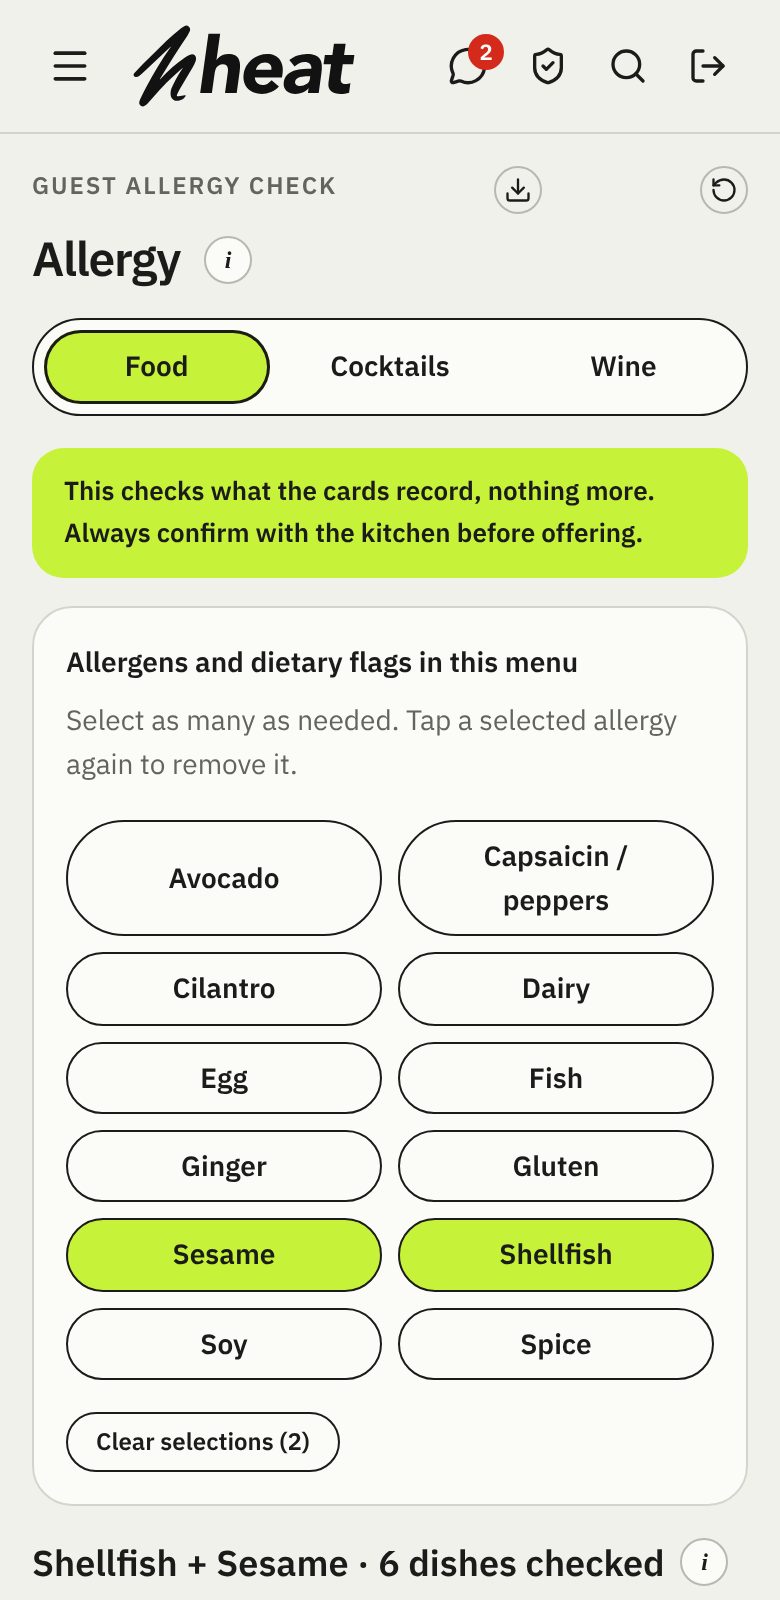 heat
2
GUEST ALLERGY CHECK
Allergy i
Food Cocktails Wine
This checks what the cards record, nothing more.
Always confirm with the kitchen before offering.
Allergens and dietary flags in this menu
Select as many as needed. Tap a selected allergy
again to remove it.
Avocado
Capsaicin /
peppers
Cilantro
Dairy
Egg
Fish
Ginger
Gluten
Sesame
Shellfish
Soy
Spice
Clear selections (2)
Shellfish + Sesame · 6 dishes checked i